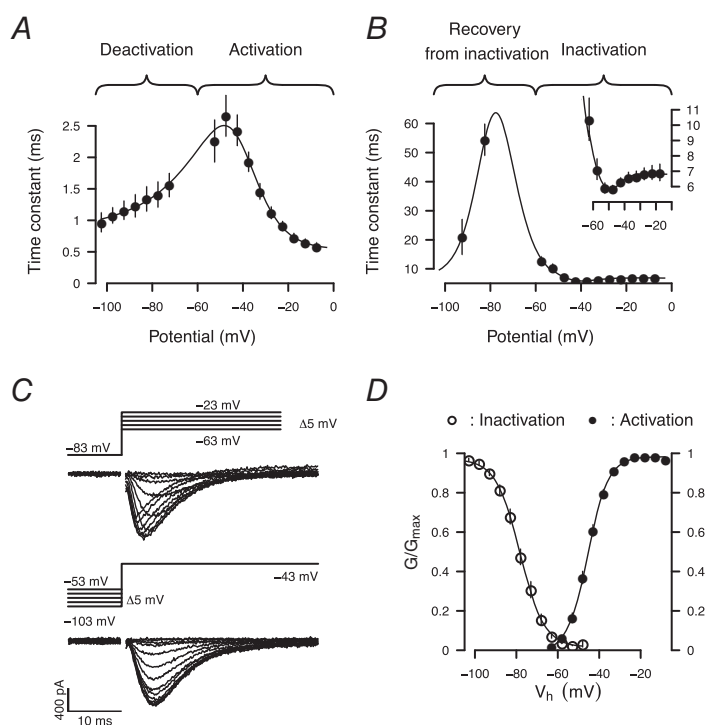 A
Deactivation
Activation
Time constant (ms)
2.5
2
1.5
1
0.5
0
−100
−80
−60
−40
−20
0
Potential (mV)
B
Recovery
from inactivation
Inactivation
Time constant (ms)
60
50
40
30
20
10
11
10
9
8
7
6
−60
−40
−20
−100
−80
−60
−40
−20
0
Potential (mV)
C
−23 mV
Δ5 mV
−63 mV
−83 mV
−53 mV
Δ5 mV
−103 mV
−43 mV
400 pA
10 ms
D
: Inactivation
: Activation
G/Gmax
1
0.8
0.6
0.4
0.2
0
1
0.8
0.6
0.4
0.2
0
−100
−80
−60
−40
−20
Vh (mV)